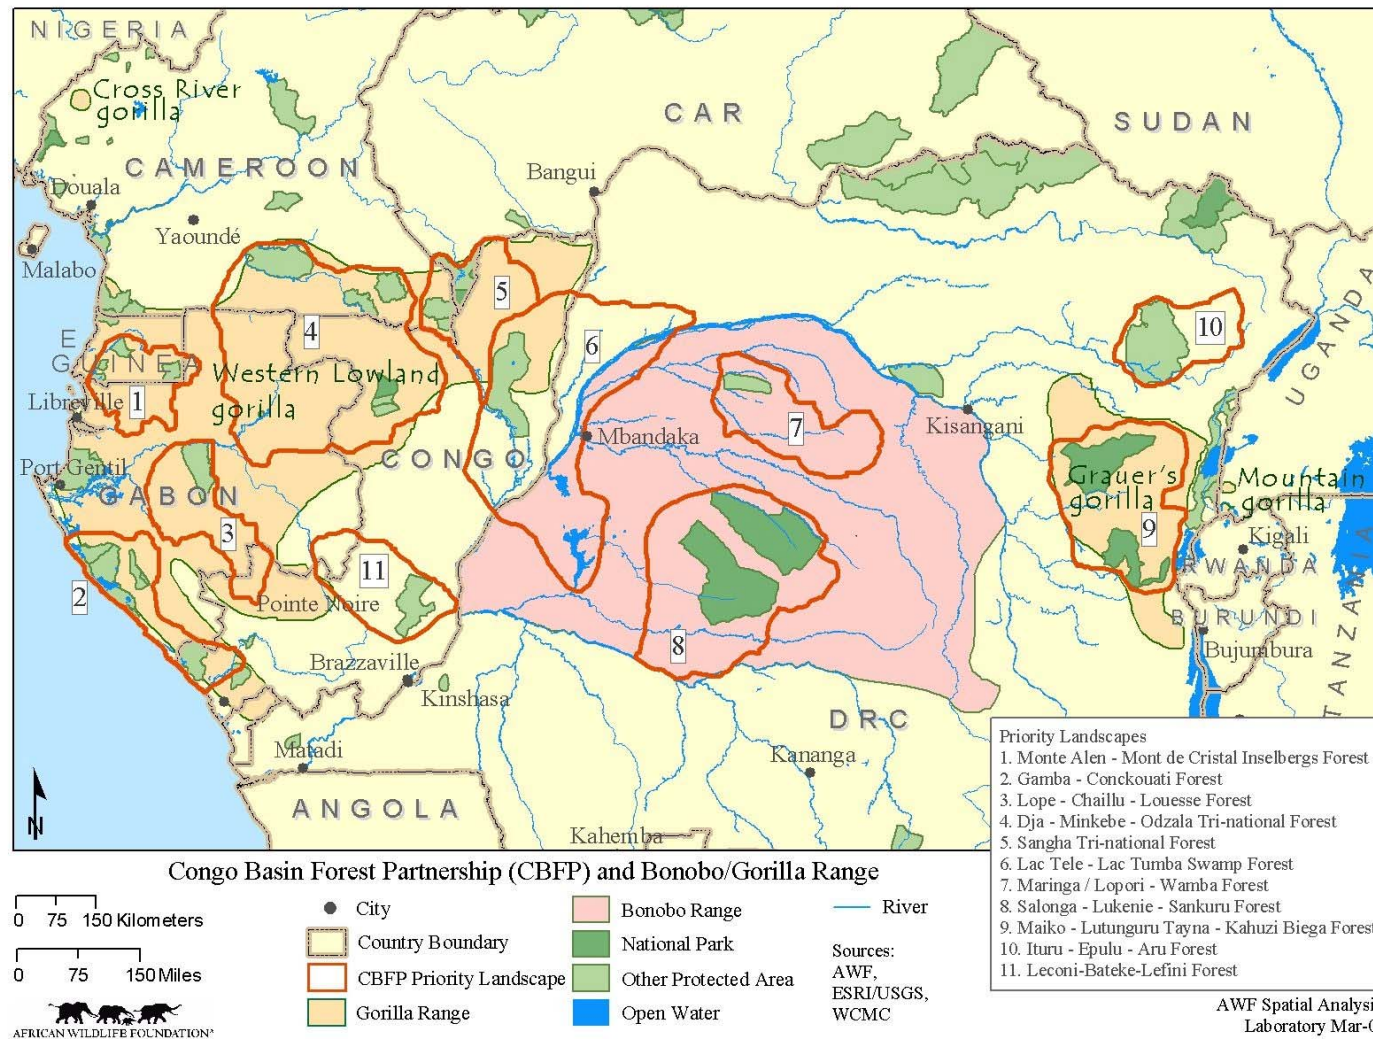 NIGERIA
Cross River
gorilla
CAR
SUDAN
CAMEROON
Bangui
Douala
Yaoundé
Malabo
UGANDA
5
10
4
6
E
GUINEA
Western Lowland
gorilla
1
Libreville
Kisangani
Mbandaka
7
CONGO
Port Gentil
GABON
Grauer's
gorilla
Mountain
gorilla
3
9
Kigali
RWANDA
11
2
Pointe Noire
BURUNDI
8
Bujumbura
TANZANIA
Brazzaville
Kinshasa
DRC
Matadi
Kananga
ANGOLA
Kahemba
N
Priority Landscapes
1. Monte Alen - Mont de Cristal Inselbergs Forest
2. Gamba - Conckouati Forest
3. Lope - Chaillu - Louesse Forest
4. Dja - Minkebe - Odzala Tri-national Forest
5. Sangha Tri-national Forest
6. Lac Tele - Lac Tumba Swamp Forest
7. Maringa / Lopori - Wamba Forest
8. Salonga - Lukenie - Sankuru Forest
9. Maiko - Lutunguru Tayna - Kahuzi Biega Forest
10. Ituru - Epulu - Aru Forest
11. Leconi-Bateke-Lefini Forest
Congo Basin Forest Partnership (CBFP) and Bonobo/Gorilla Range
0 75 150 Kilometers
0 75 150 Miles
AFRICAN WILDLIFE FOUNDATION®
City
Country Boundary
CBFP Priority Landscape
Gorilla Range
Bonobo Range
National Park
Other Protected Area
Open Water
River
Sources:
AWF,
ESRI/USGS,
WCMC
AWF Spatial Analysi
Laboratory Mar-0